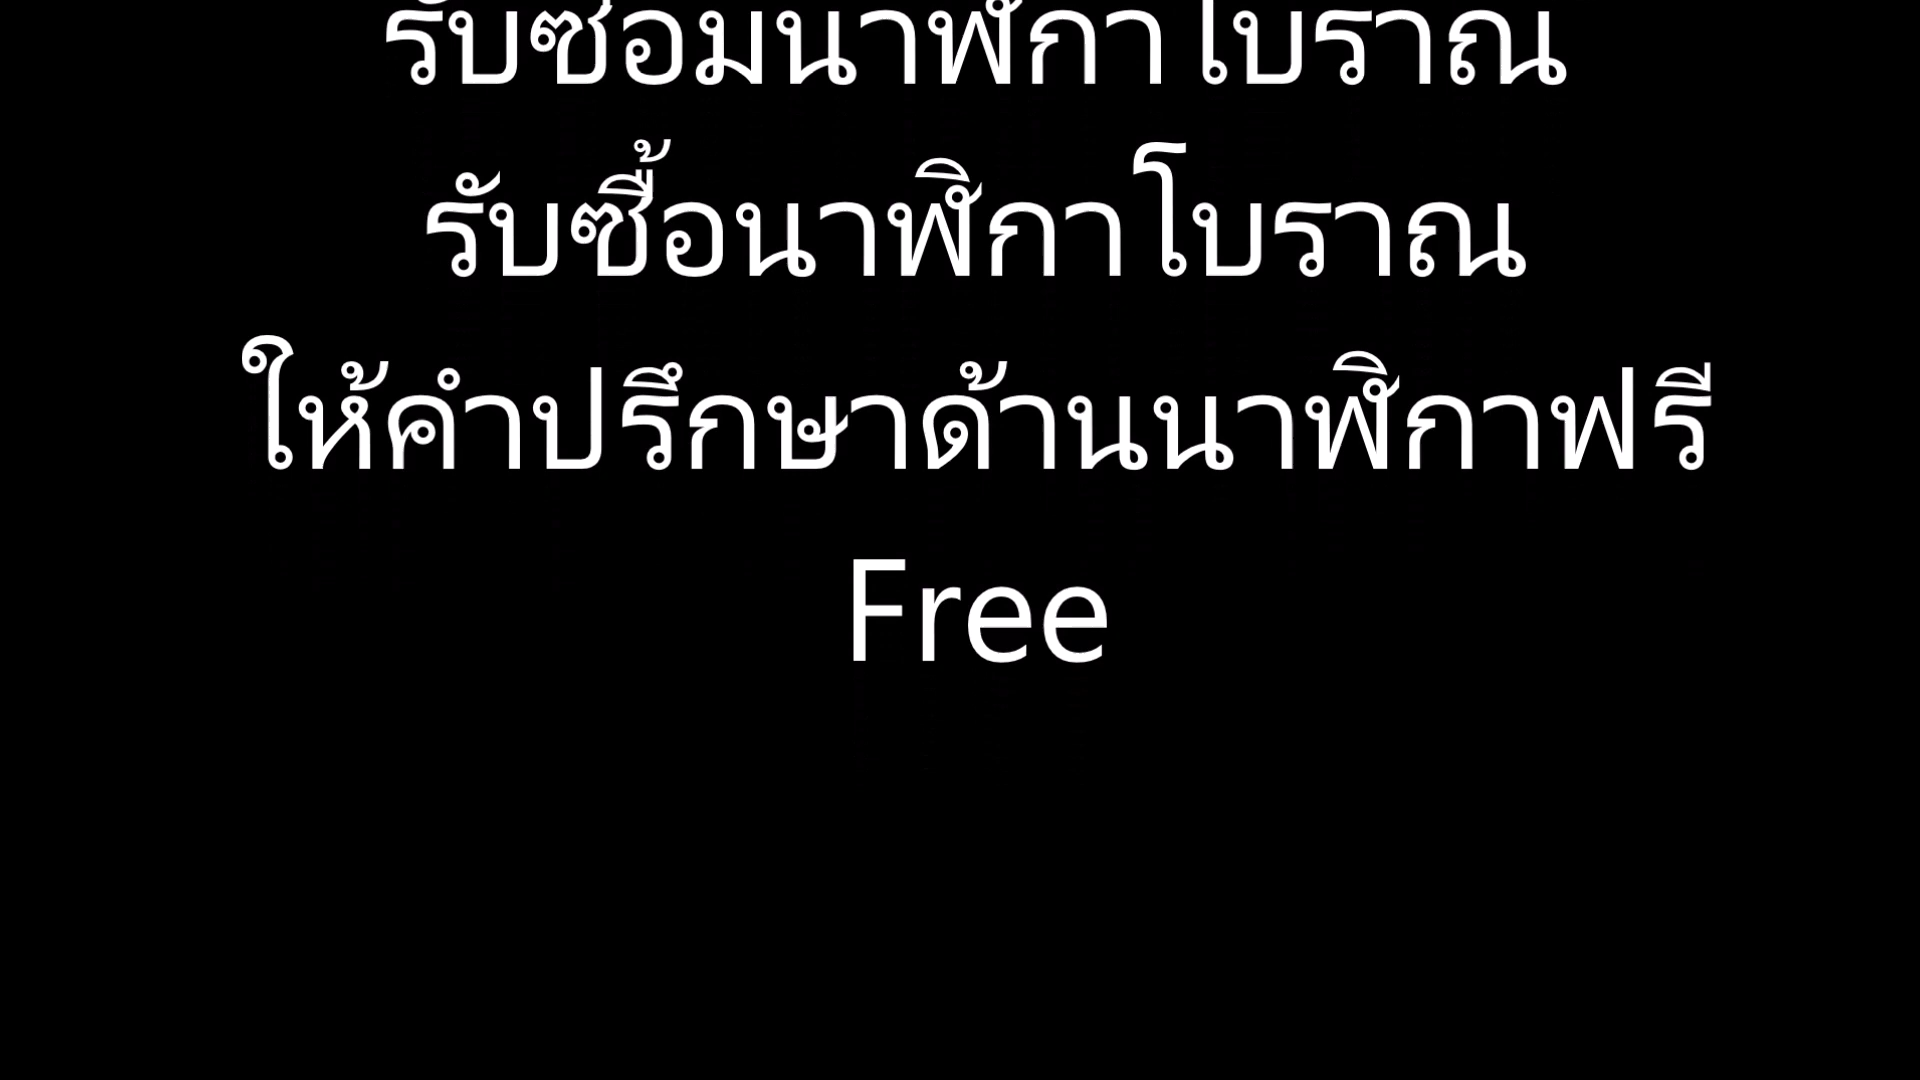 รับซ่อมนาฬิกาโบราณ
รับซื้อนาฬิกาโบราณ
ให้คำปรึกษาด้านนาฬิกาฟรี
Free